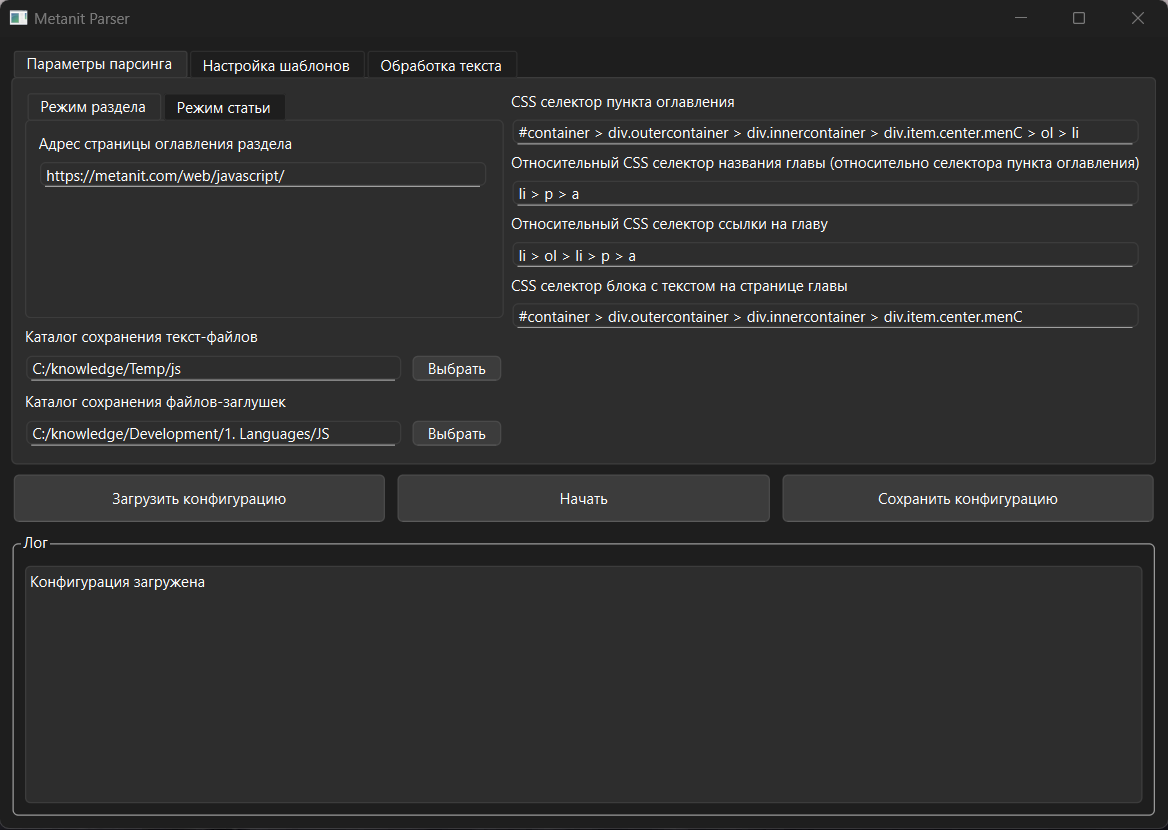 Metanit Parser
Параметры парсинга
Настройка шаблонов
Обработка текста
Режим раздела
Режим статьи
Адрес страницы оглавления раздела
https://metanit.com/web/javascript/
Каталог сохранения текст-файлов
C:/knowledge/Temp/js
Выбрать
Каталог сохранения файлов-заглушек
C:/knowledge/Development/1. Languages/JS
Выбрать
CSS селектор пункта оглавления
#container > div.outercontainer > div.innercontainer > div.item.center.menC > ol > li
Относительный CSS селектор названия главы (относительно селектора пункта оглавления)
li > p > a
Относительный CSS селектор ссылки на главу
li > ol > li > p > a
CSS селектор блока с текстом на странице главы
#container > div.outercontainer > div.innercontainer > div.item.center.menC
Загрузить конфигурацию
Начать
Сохранить конфигурацию
Лог
Конфигурация загружена